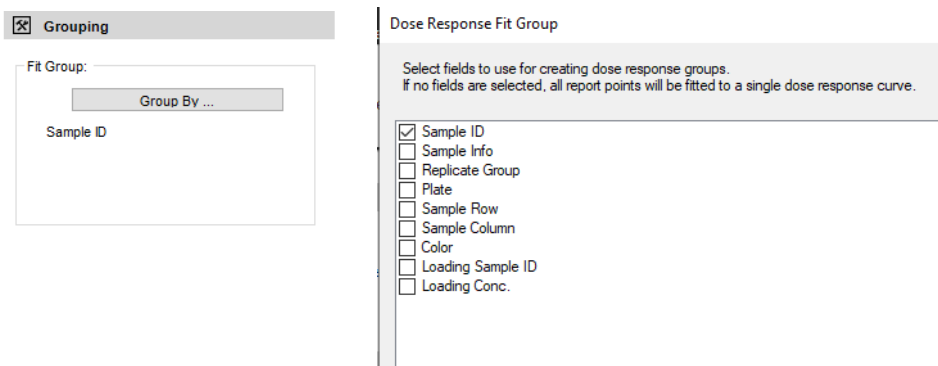 Grouping
Fit Group:
Group By ...
Sample ID
Dose Response Fit Group
Select fields to use for creating dose response groups.
If no fields are selected, all report points will be fitted to a single dose response curve.
Sample ID
Sample Info
Replicate Group
Plate
Sample Row
Sample Column
Color
Loading Sample ID
Loading Conc.